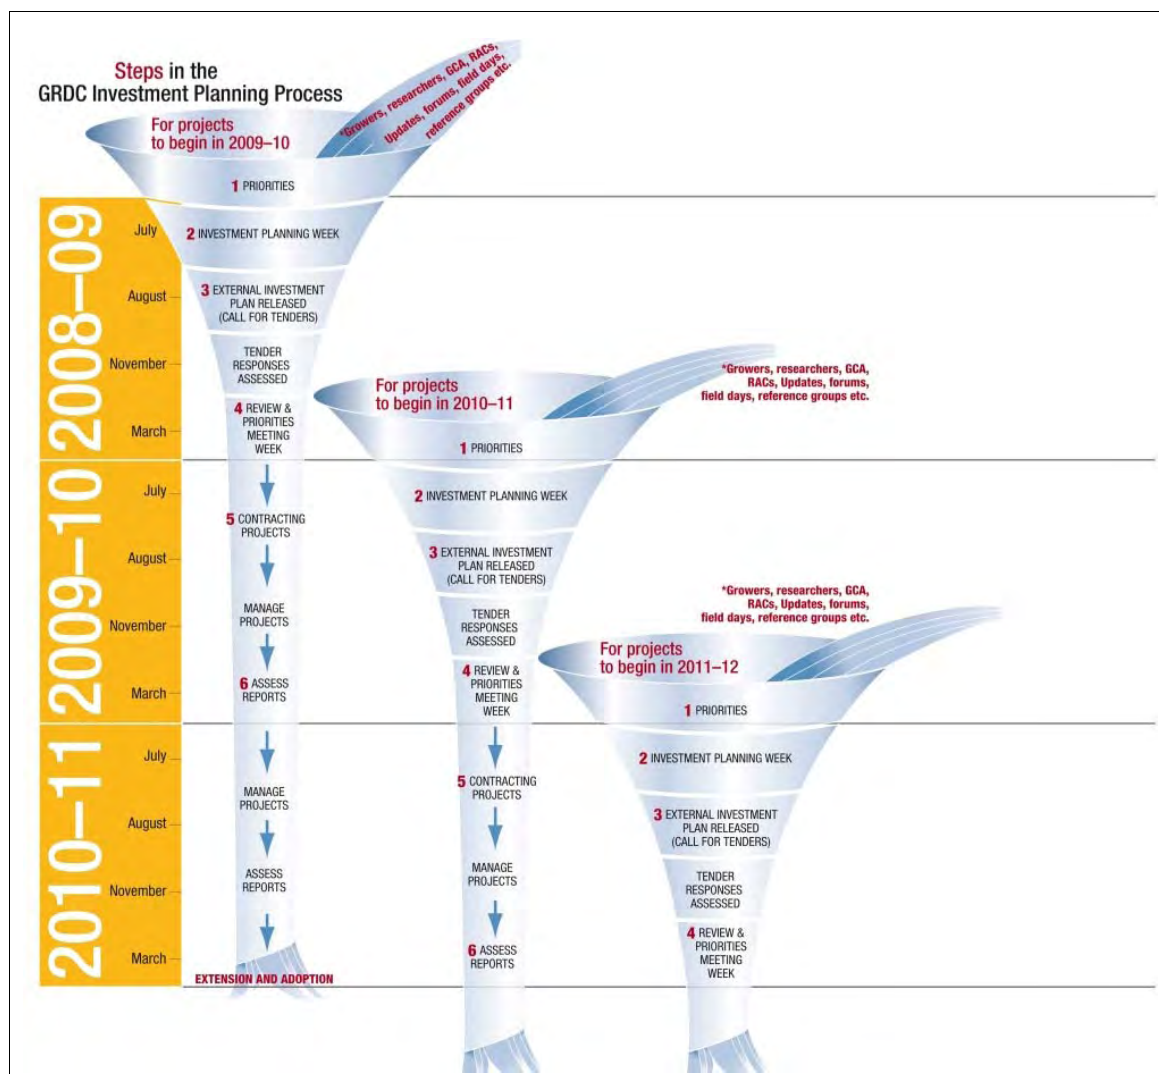 Steps in the
GRDC Investment Planning Process
*Growers, researchers, GCA, RACs,
Updates, forums, field days,
reference groups etc.
For projects
to begin in 2009–10
1 PRIORITIES
2008–09
July
2 INVESTMENT PLANNING WEEK
August
3 EXTERNAL INVESTMENT
PLAN RELEASED
(CALL FOR TENDERS)
November
TENDER
RESPONSES
ASSESSED
March
4 REVIEW &
PRIORITIES
MEETING
WEEK
5 CONTRACTING
PROJECTS
MANAGE
PROJECTS
6 ASSESS
REPORTS
MANAGE
PROJECTS
ASSESS
REPORTS
EXTENSION AND ADOPTION
*Growers, researchers, GCA,
RACs, Updates, forums,
field days, reference groups etc.
For projects
to begin in 2010–11
1 PRIORITIES
2009–10
July
2 INVESTMENT PLANNING WEEK
August
3 EXTERNAL INVESTMENT
PLAN RELEASED
(CALL FOR TENDERS)
November
TENDER
RESPONSES
ASSESSED
March
4 REVIEW &
PRIORITIES
MEETING
WEEK
5 CONTRACTING
PROJECTS
MANAGE
PROJECTS
6 ASSESS
REPORTS
*Growers, researchers, GCA,
RACs, Updates, forums,
field days, reference groups etc.
For projects
to begin in 2011–12
1 PRIORITIES
2010–11
July
2 INVESTMENT PLANNING WEEK
August
3 EXTERNAL INVESTMENT
PLAN RELEASED
(CALL FOR TENDERS)
November
TENDER
RESPONSES
ASSESSED
March
4 REVIEW &
PRIORITIES
MEETING
WEEK